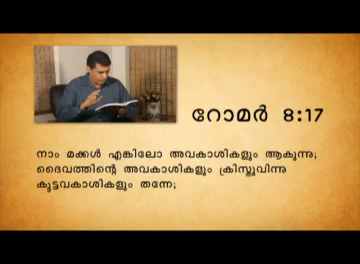 റോമർ 8:17
നാം മക്കൾ എങ്കിലോ അവകാശികളും ആകുന്നു;
ദൈവത്തിന്റെ അവകാശികളും ക്രിസ്തുവിന്നു
കൂട്ടവകാശികളും തന്നേ;